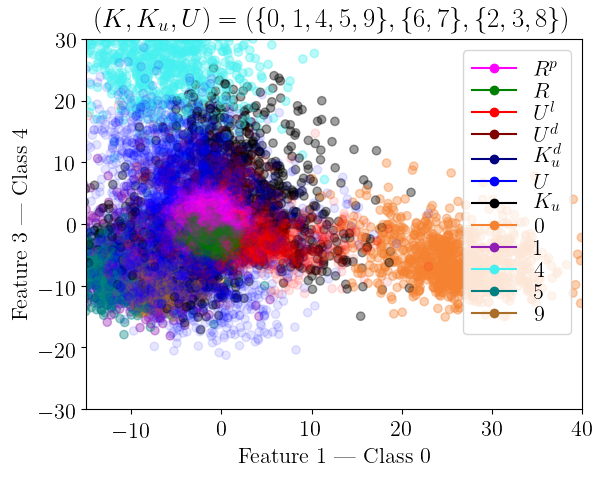 (K, K_u, U) = ({0, 1, 4, 5, 9}, {6, 7}, {2, 3, 8})
30
20
10
0
−10
−20
−30
Feature 3 — Class 4
R^p
R
U^l
U^d
K_u^d
U
K_u
0
1
4
5
9
−10
0
10
20
30
40
Feature 1 — Class 0